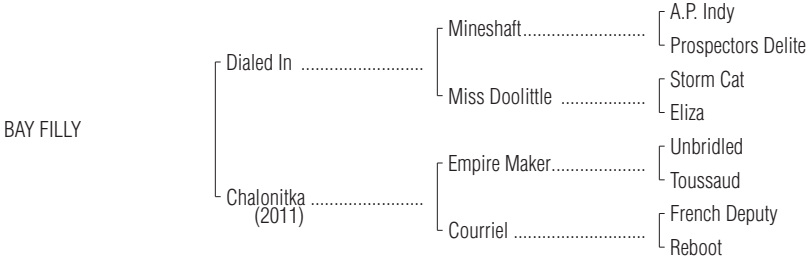 BAY FILLY
Dialed In ..........................
Chalonitka ........................
(2011)
Mineshaft..........................
Miss Doolittle ..................
Empire Maker....................
Courriel ............................
A.P. Indy
Prospectors Delite
Storm Cat
Eliza
Unbridled
Toussaud
French Deputy
Reboot